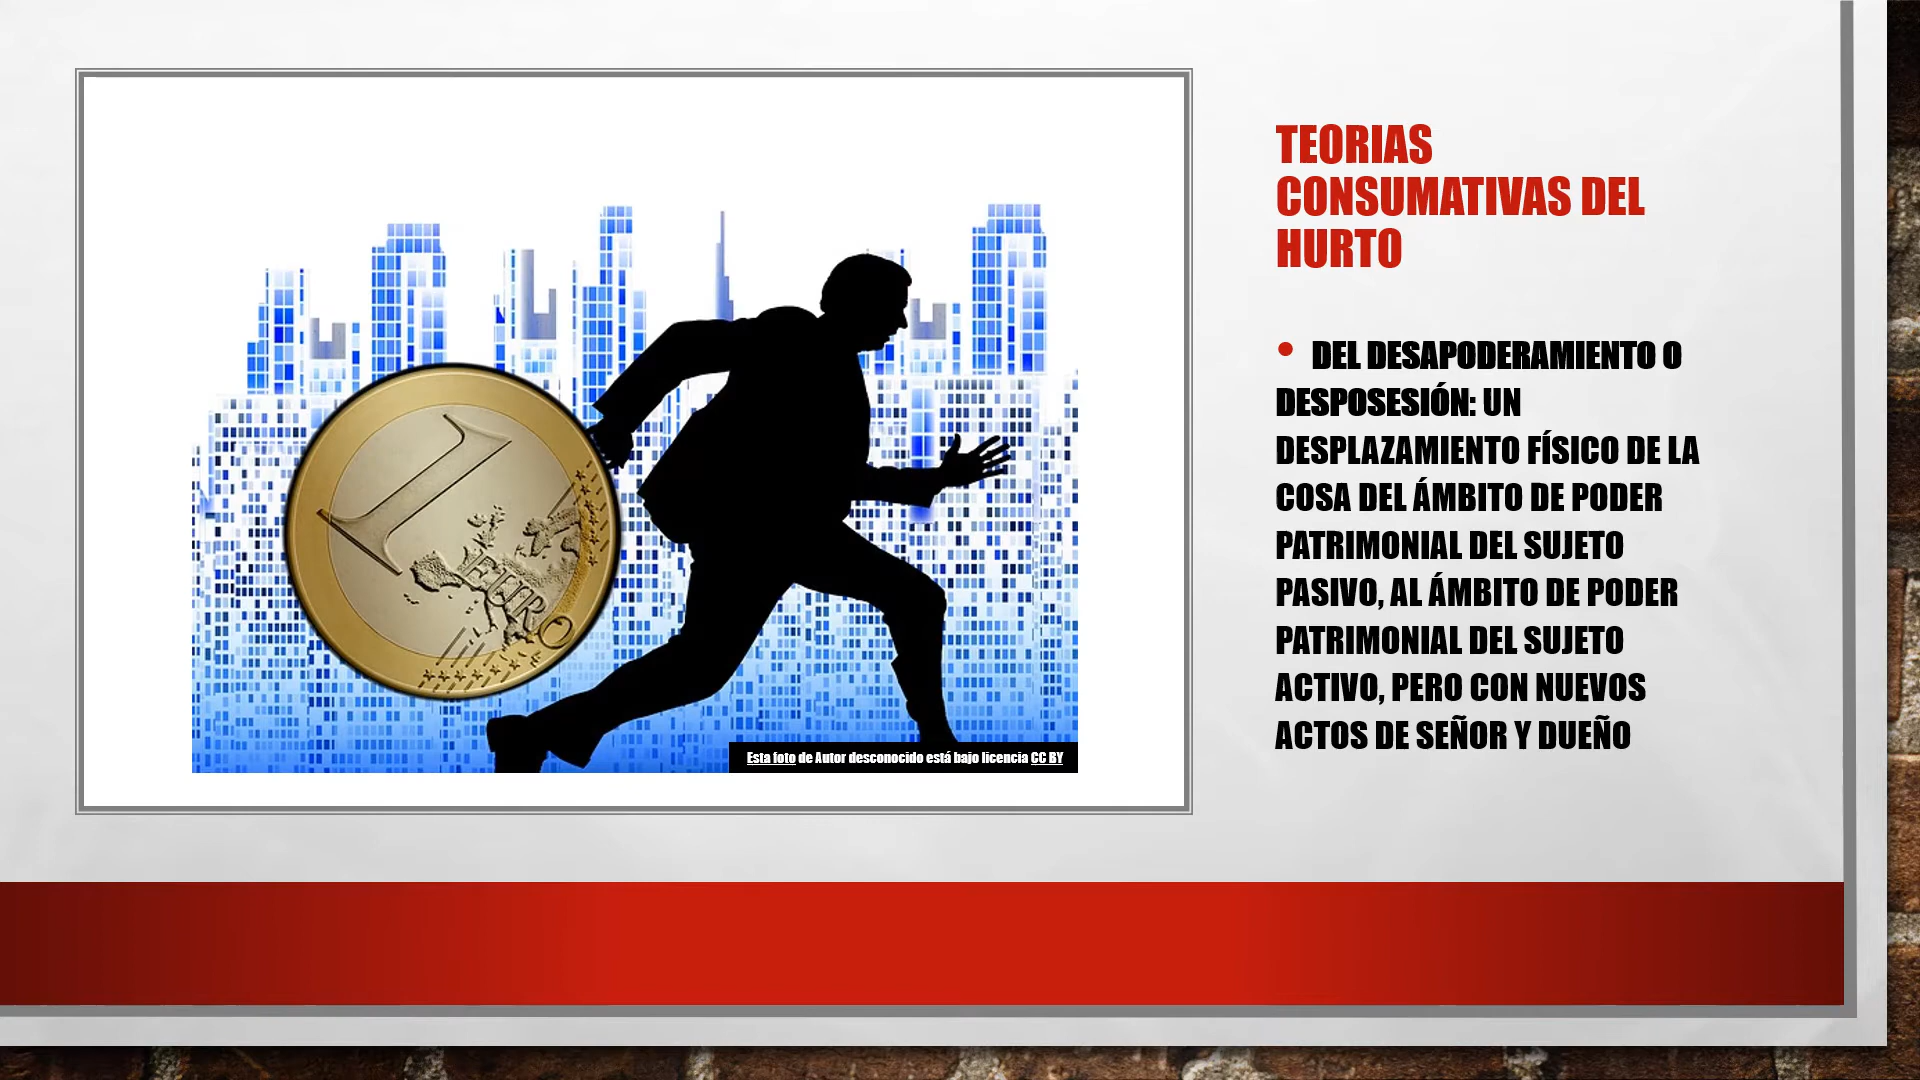 TEORIAS
CONSUMATIVAS DEL
HURTO
• DEL DESAPODERAMIENTO O
DESPOSESIÓN: UN
DESPLAZAMIENTO FÍSICO DE LA
COSA DEL ÁMBITO DE PODER
PATRIMONIAL DEL SUJETO
PASIVO, AL ÁMBITO DE PODER
PATRIMONIAL DEL SUJETO
ACTIVO, PERO CON NUEVOS
ACTOS DE SEÑOR Y DUEÑO
1
EURO
Esta foto de Autor desconocido está bajo licencia CC BY